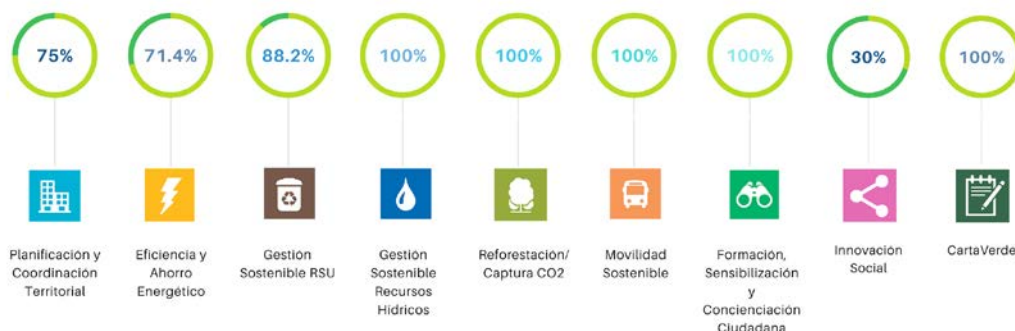 75%
71.4%
88.2%
100%
100%
100%
100%
30%
100%
Planificación y
Coordinación
Territorial
Eficiencia y
Ahorro
Energético
Gestión
Sostenible RSU
Gestión
Sostenible
Recursos
Hídricos
Reforestación/
Captura CO2
Movilidad
Sostenible
Formación,
Sensibilización
y
Concienciación
Ciudadana
Innovación
Social
CartaVerde